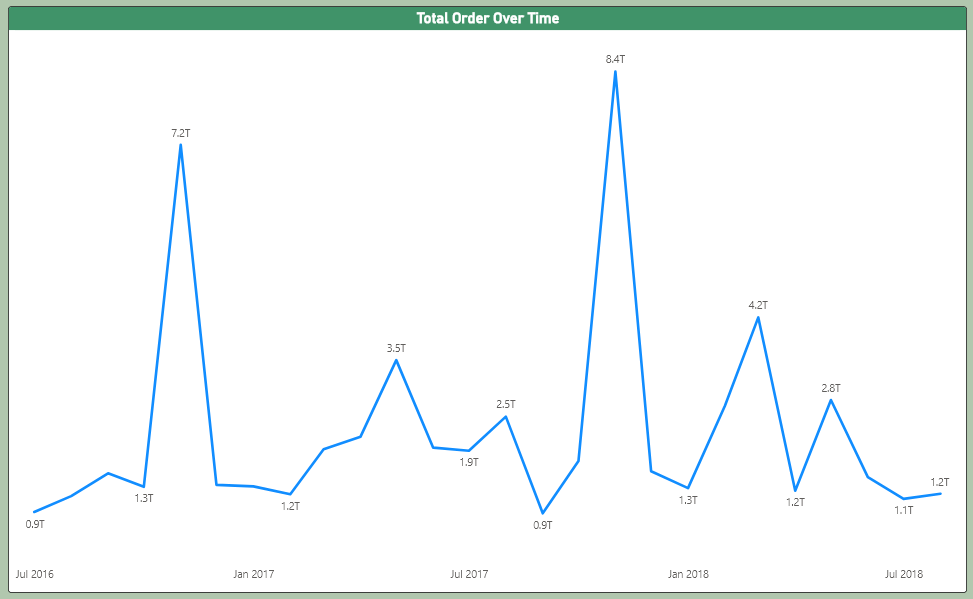 Total Order Over Time
8.4T
7.2T
4.2T
3.5T
2.8T
2.5T
1.9T
1.2T
1.3T
1.2T
1.3T
1.2T
1.1T
0.9T
0.9T
Jul 2016
Jan 2017
Jul 2017
Jan 2018
Jul 2018